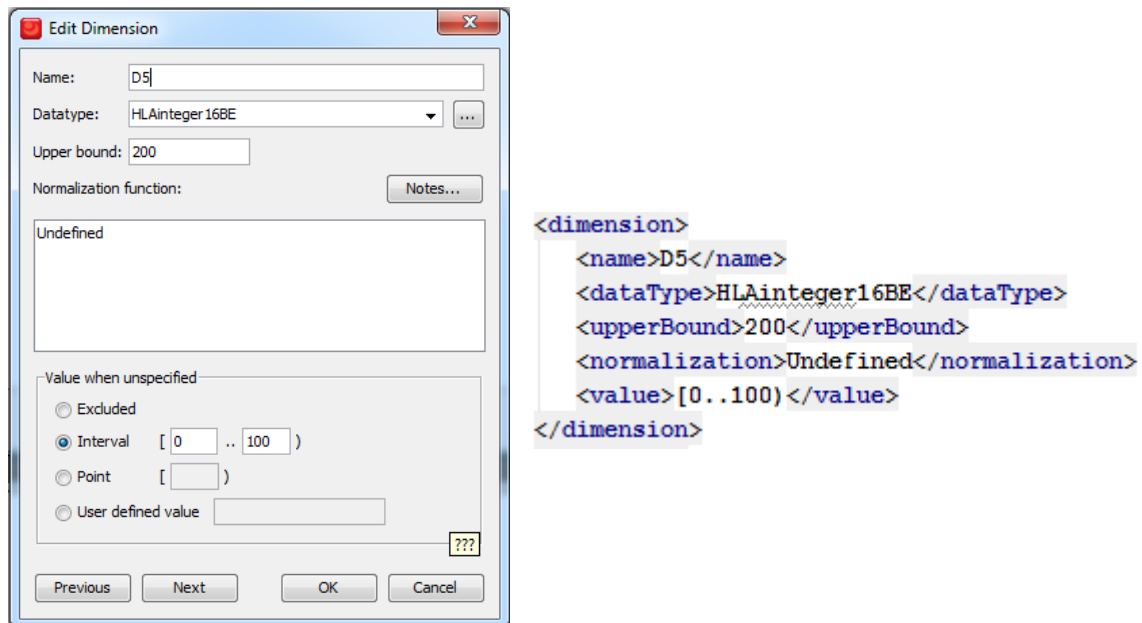 Edit Dimension
Name: D5
Datatype: HLAinteger16BE ...
Upper bound: 200
Normalization function: Notes...
Undefined
Value when unspecified
Excluded
Interval [ 0 .. 100 )
Point [ )
User defined value
???
Previous Next OK Cancel
<dimension>
<name>D5</name>
<dataType>HLAinteger16BE</dataType>
<upperBound>200</upperBound>
<normalization>Undefined</normalization>
<value>[0..100)</value>
</dimension>